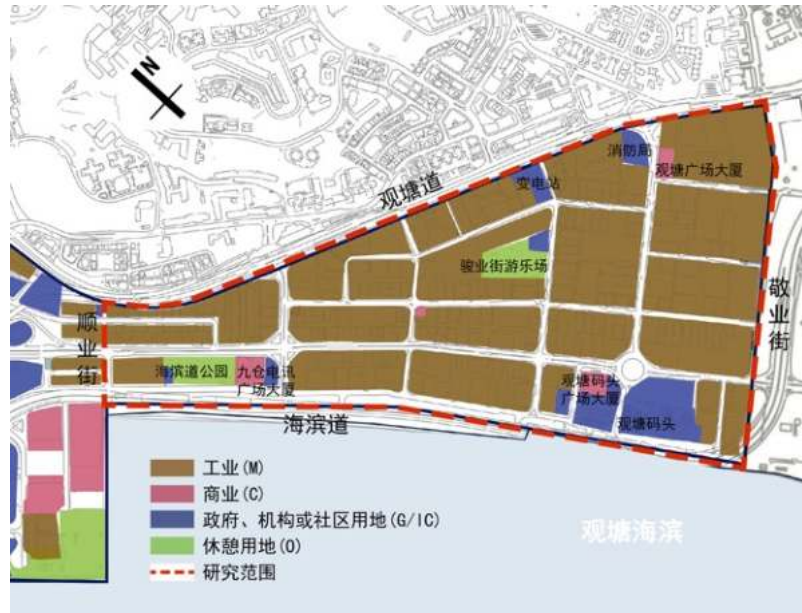 N
消防局
观塘广场大厦
变电站
观塘道
骏业街游乐场
敬业街
顺业街
海滨道公园
九仓电讯
广场大厦
观塘码头
广场大厦
观塘码头
海滨道
工业(M)
商业(C)
政府、机构或社区用地(G/IC)
休憩用地(O)
研究范围
观塘海滨